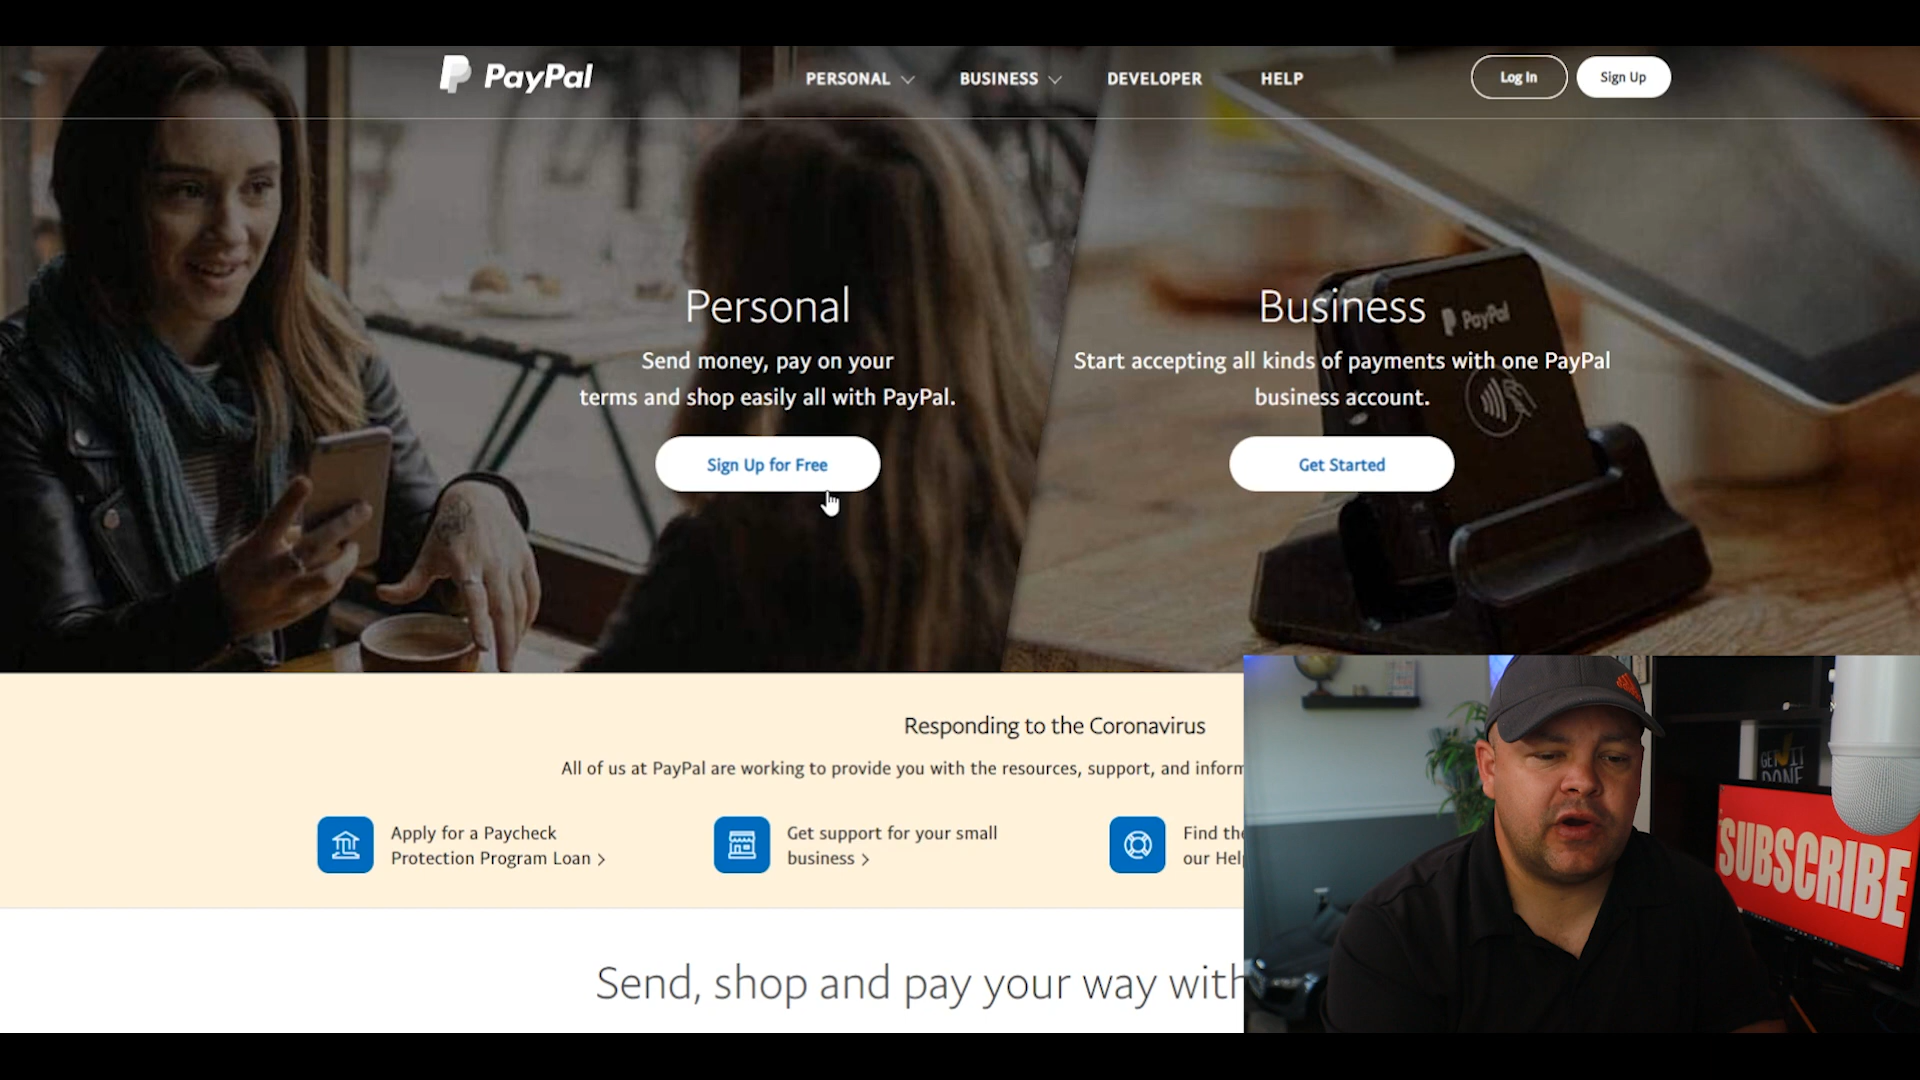 PayPal
PERSONAL
BUSINESS
DEVELOPER
HELP
Log In
Sign Up
Personal
Send money, pay on your
terms and shop easily all with PayPal.
Sign Up for Free
Business
Start accepting all kinds of payments with one PayPal
business account.
Get Started
PayPal
Responding to the Coronavirus
All of us at PayPal are working to provide you with the resources, support, and inform
Apply for a Paycheck
Protection Program Loan >
Get support for your small
business >
Find the
our Hel
Send, shop and pay your way with
GET IT
DONE
SUBSCRIBE